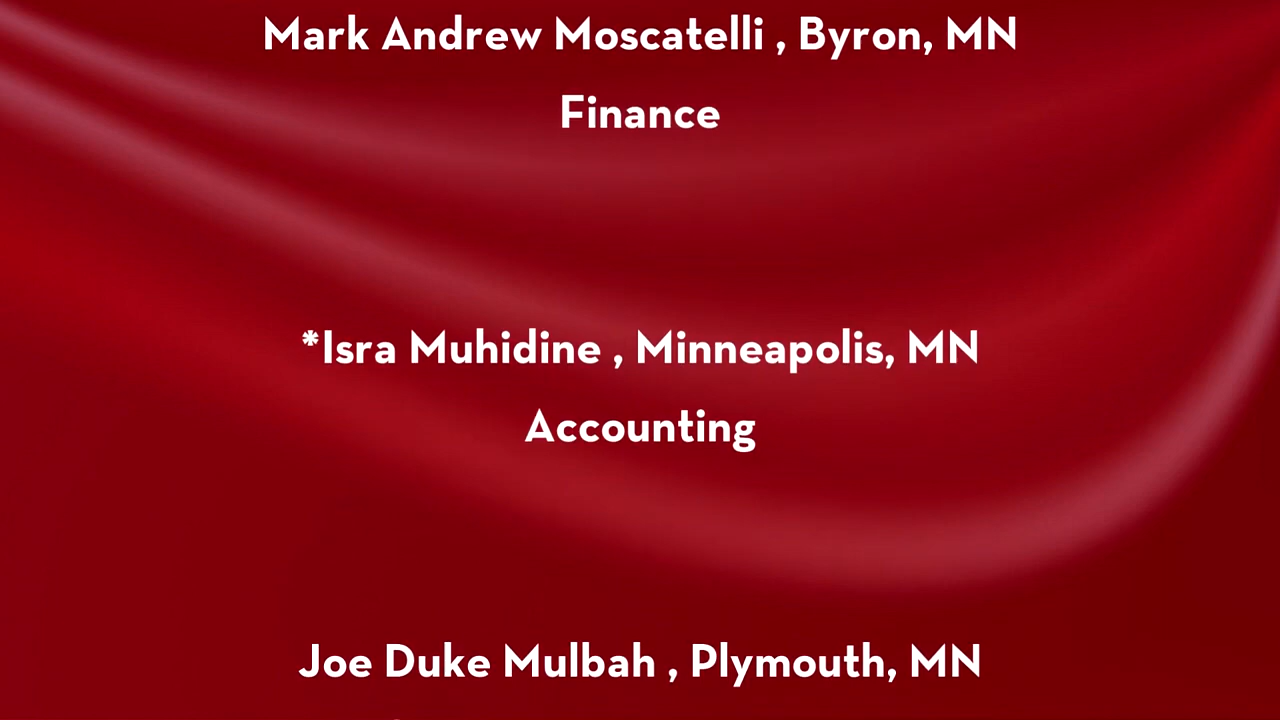 Mark Andrew Moscatelli , Byron, MN
Finance
*Isra Muhidine , Minneapolis, MN
Accounting
Joe Duke Mulbah , Plymouth, MN